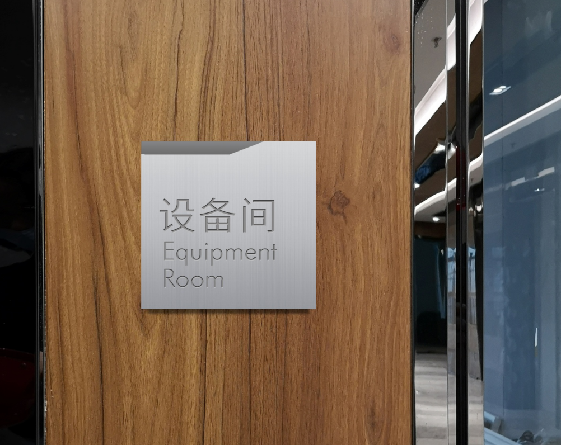 设备间
Equipment
Room